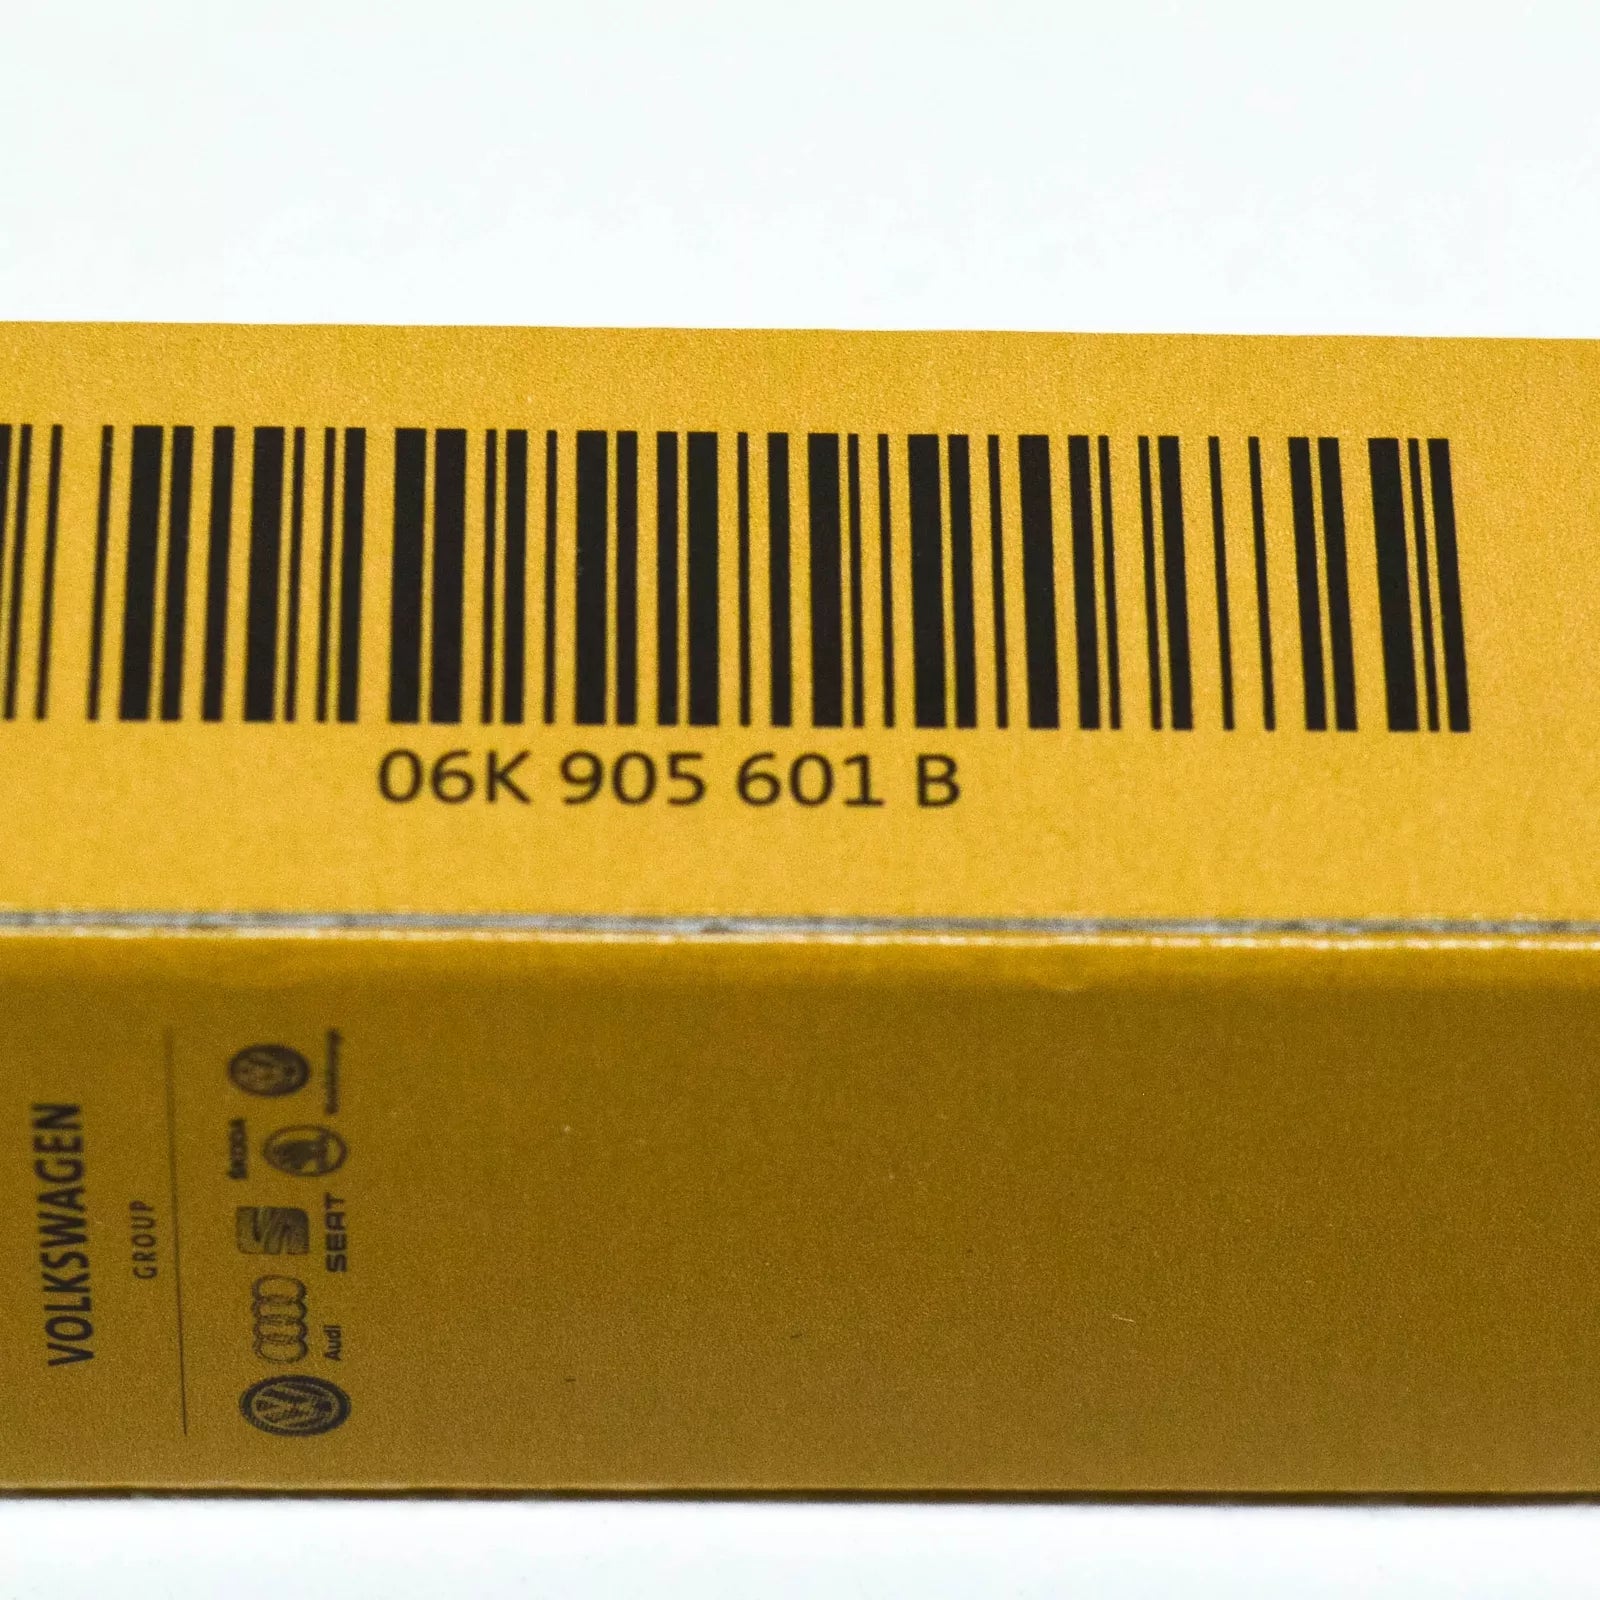 06K 905 601 B
VOLKSWAGEN
GROUP
ŠKODA
SEAT
Audi